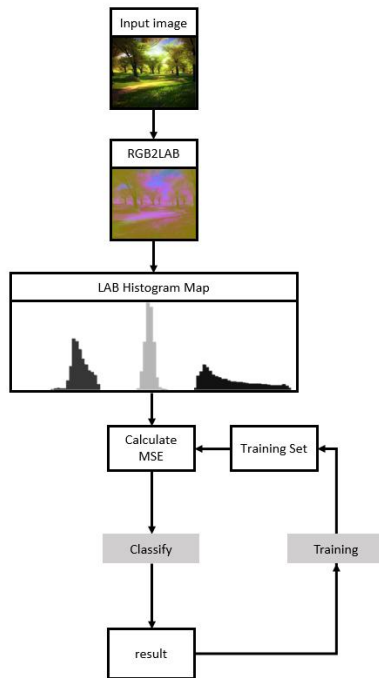 Input image
RGB2LAB
LAB Histogram Map
Calculate
MSE
Training Set
Classify
Training
result